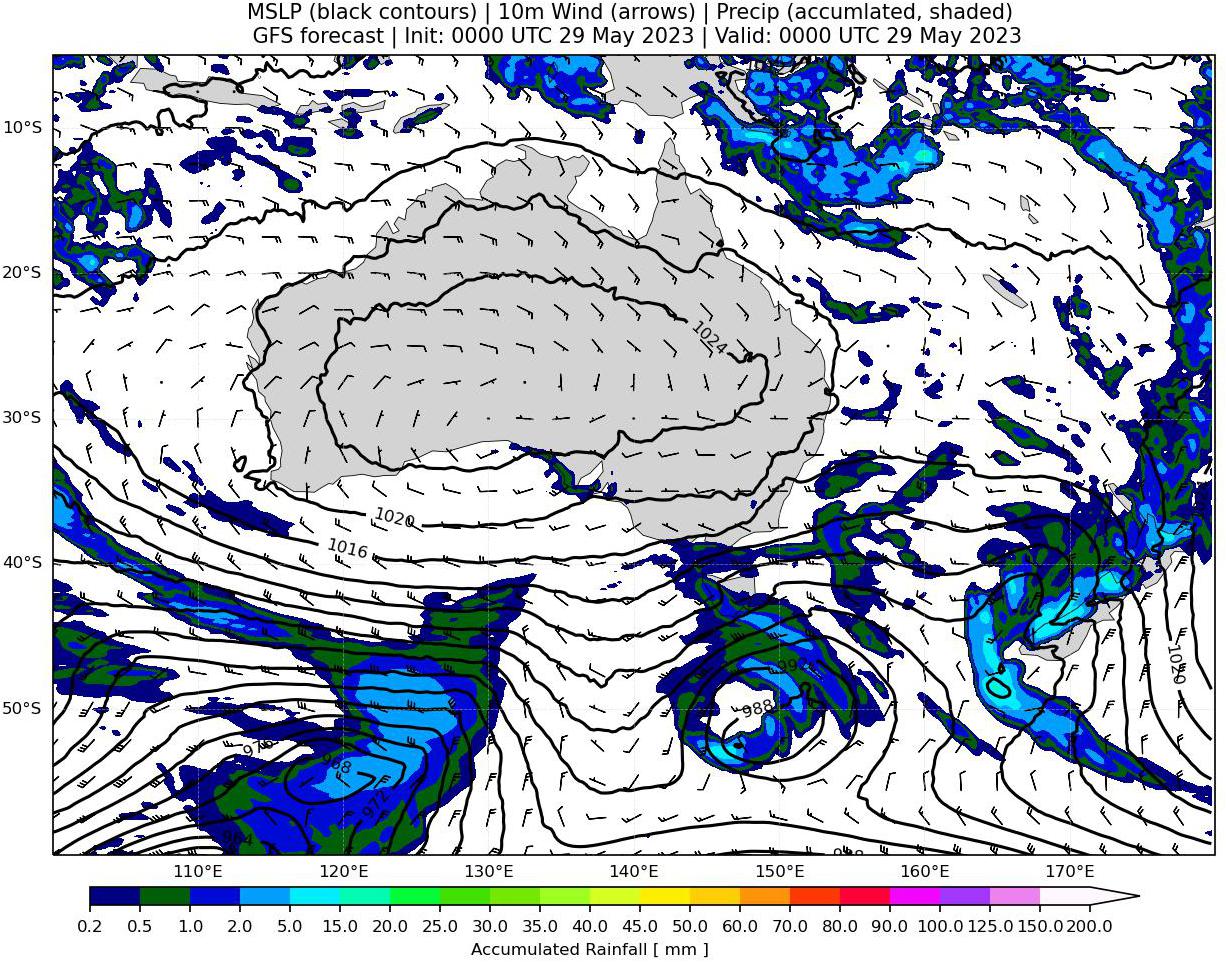 MSLP (black contours) | 10m Wind (arrows) | Precip (accumlated, shaded)
GFS forecast | Init: 0000 UTC 29 May 2023 | Valid: 0000 UTC 29 May 2023
10°S
20°S
1024
30°S
1020
1016
40°S
992
1020
50°S
988
976
968
972
964
110°E 120°E 130°E 140°E 150°E 160°E 170°E
0.2 0.5 1.0 2.0 5.0 10.0 15.0 20.0 25.0 30.0 35.0 40.0 45.0 50.0 60.0 70.0 80.0 90.0 100.0 125.0 150.0 200.0
Accumulated Rainfall [ mm ]